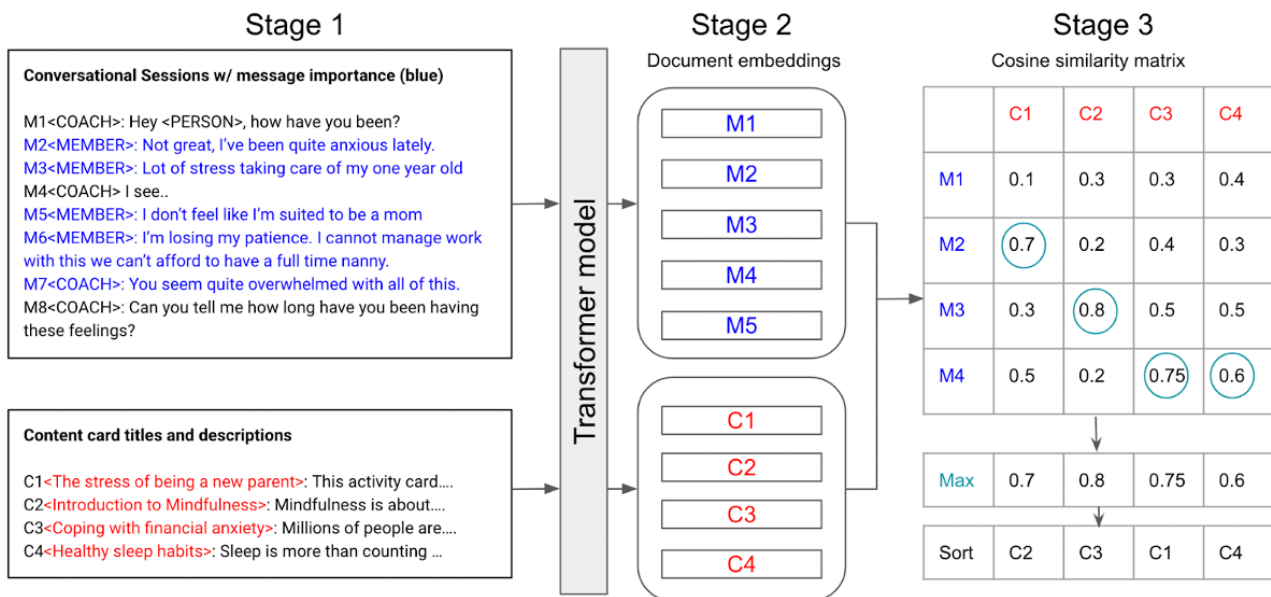 Stage 1
Stage 2
Stage 3
Conversational Sessions w/ message importance (blue)
M1<COACH>: Hey <PERSON>, how have you been?
M2<MEMBER>: Not great, I've been quite anxious lately.
M3<MEMBER>: Lot of stress taking care of my one year old
M4<COACH> I see..
M5<MEMBER>: I don't feel like I'm suited to be a mom
M6<MEMBER>: I'm losing my patience. I cannot manage work
with this we can't afford to have a full time nanny.
M7<COACH>: You seem quite overwhelmed with all of this.
M8<COACH>: Can you tell me how long have you been having
these feelings?
Content card titles and descriptions
C1<The stress of being a new parent>: This activity card....
C2<Introduction to Mindfulness>: Mindfulness is about....
C3<Coping with financial anxiety>: Millions of people are....
C4<Healthy sleep habits>: Sleep is more than counting ...
Transformer model
Document embeddings
M1
M2
M3
M4
M5
C1
C2
C3
C4
Cosine similarity matrix
C1 C2 C3 C4
M1 0.1 0.3 0.3 0.4
M2 0.7 0.2 0.4 0.3
M3 0.3 0.8 0.5 0.5
M4 0.5 0.2 0.75 0.6
Max 0.7 0.8 0.75 0.6
Sort C2 C3 C1 C4